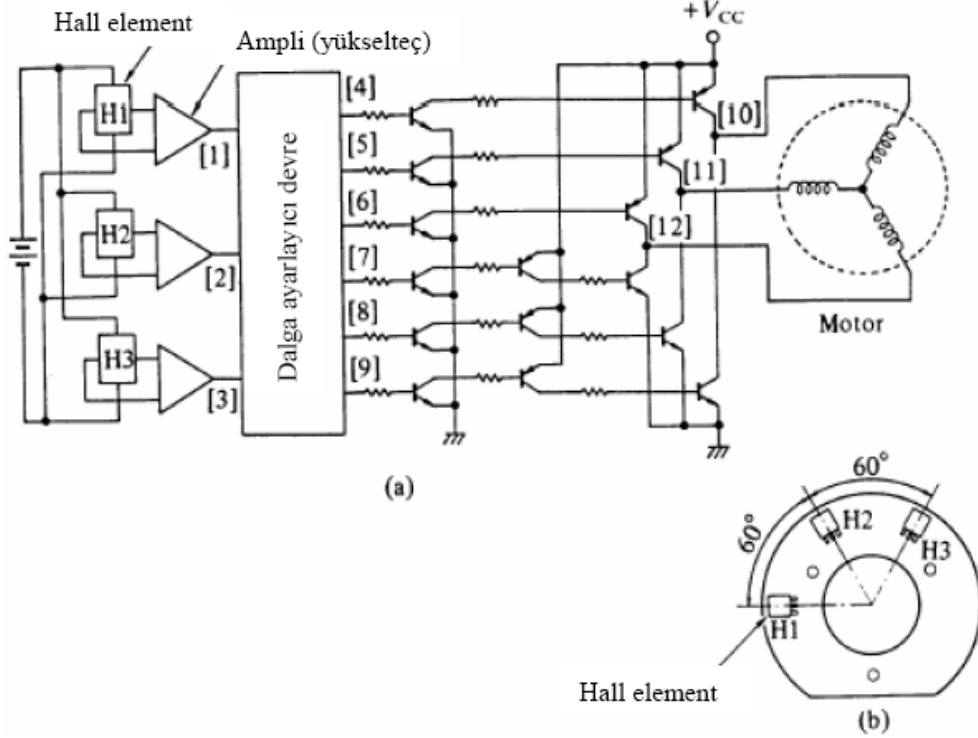 Hall element
Ampli (yükselteç)
+V_CC
H1
H2
H3
[1]
[2]
[3]
Dalga ayarlayıcı devre
[4]
[5]
[6]
[7]
[8]
[9]
[10]
[11]
[12]
Motor
(a)
60°
60°
H2
H3
H1
Hall element
(b)